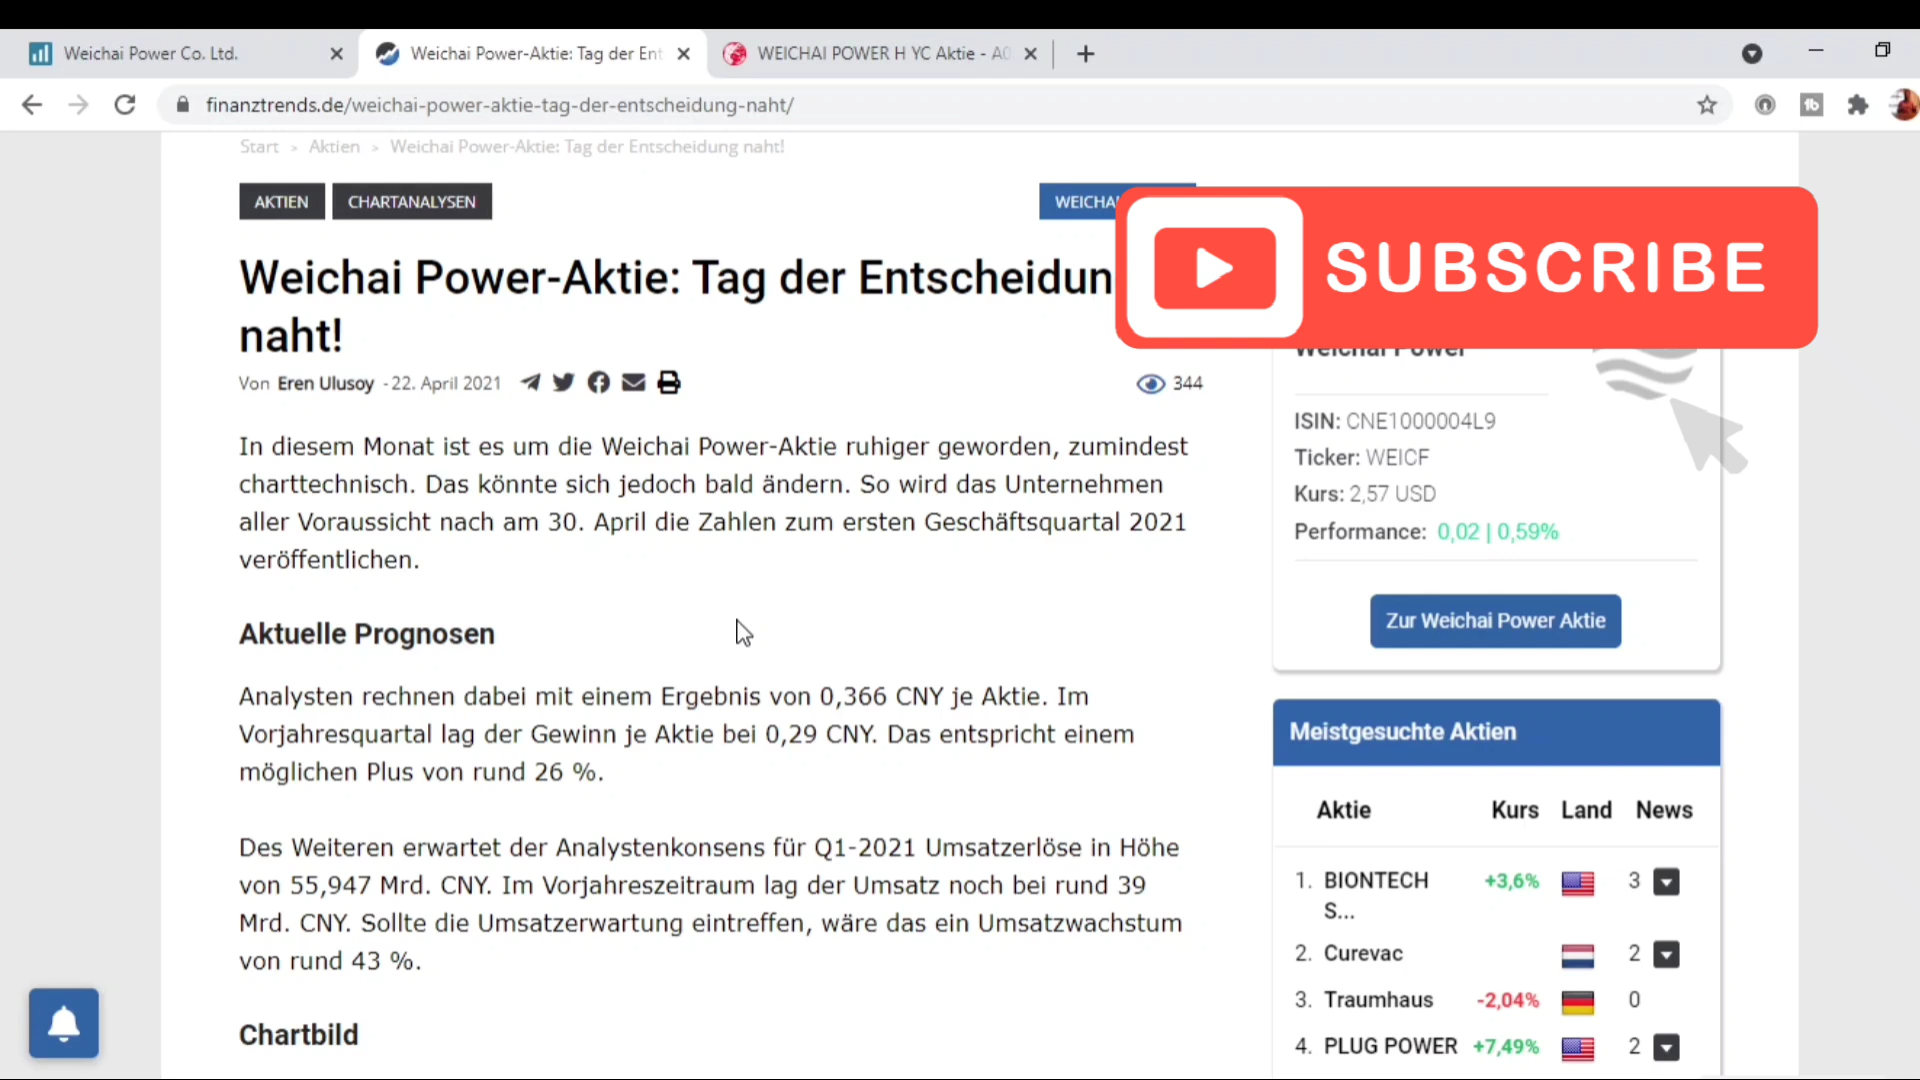 Weichai Power Co. Ltd.
Weichai Power-Aktie: Tag der Ent
WEICHAI POWER H YC Aktie - A0
finanztrends.de/weichai-power-aktie-tag-der-entscheidung-naht/
Start > Aktien > Weichai Power-Aktie: Tag der Entscheidung naht!
AKTIEN
CHARTANALYSEN
WEICHAI
SUBSCRIBE
Weichai Power-Aktie: Tag der Entscheidun
naht!
Von Eren Ulusoy - 22. April 2021
344
In diesem Monat ist es um die Weichai Power-Aktie ruhiger geworden, zumindest
charttechnisch. Das könnte sich jedoch bald ändern. So wird das Unternehmen
aller Voraussicht nach am 30. April die Zahlen zum ersten Geschäftsquartal 2021
veröffentlichen.
Aktuelle Prognosen
Analysten rechnen dabei mit einem Ergebnis von 0,366 CNY je Aktie. Im
Vorjahresquartal lag der Gewinn je Aktie bei 0,29 CNY. Das entspricht einem
möglichen Plus von rund 26 %.
Des Weiteren erwartet der Analystenkonsens für Q1-2021 Umsatzerlöse in Höhe
von 55,947 Mrd. CNY. Im Vorjahreszeitraum lag der Umsatz noch bei rund 39
Mrd. CNY. Sollte die Umsatzerwartung eintreffen, wäre das ein Umsatzwachstum
von rund 43 %.
Chartbild
Weichai Power
ISIN: CNE1000004L9
Ticker: WEICF
Kurs: 2,57 USD
Performance: 0,02 | 0,59%
Zur Weichai Power Aktie
Meistgesuchte Aktien
Aktie Kurs Land News
1. BIONTECH S... +3,6% 3
2. Curevac 2
3. Traumhaus -2,04% 0
4. PLUG POWER +7,49% 2